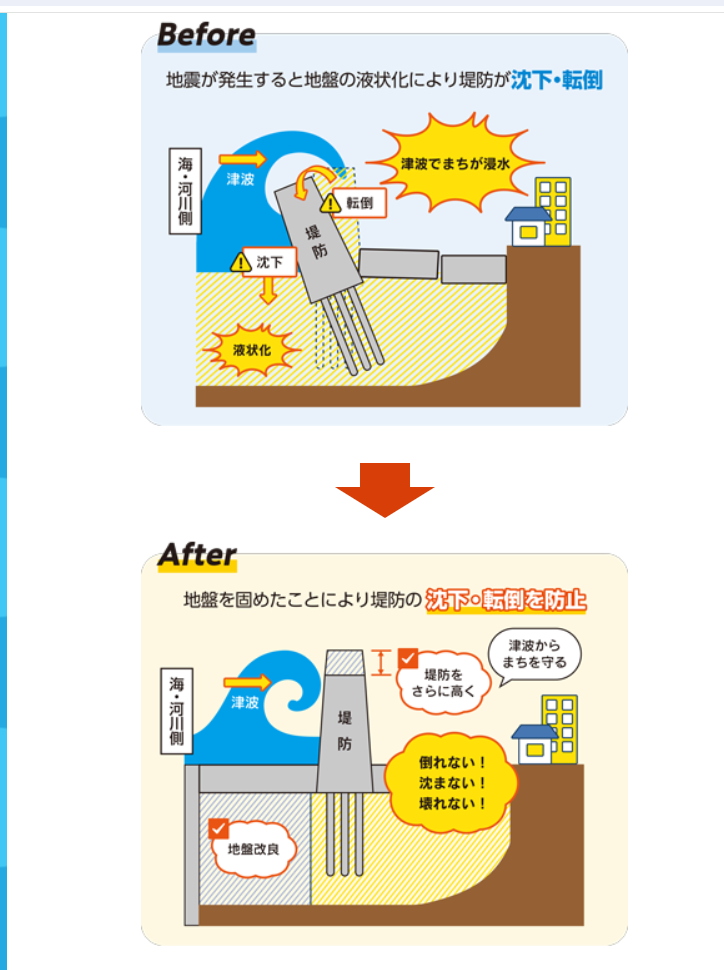 Before
地震が発生すると地盤の液状化により堤防が沈下・転倒
海・河川側
津波
津波でまちが浸水
転倒
堤防
沈下
液状化
After
地盤を固めたことにより堤防の沈下・転倒を防止
海・河川側
津波
堤防
堤防を
さらに高く
津波から
まちを守る
倒れない！
沈まない！
壊れない！
地盤改良